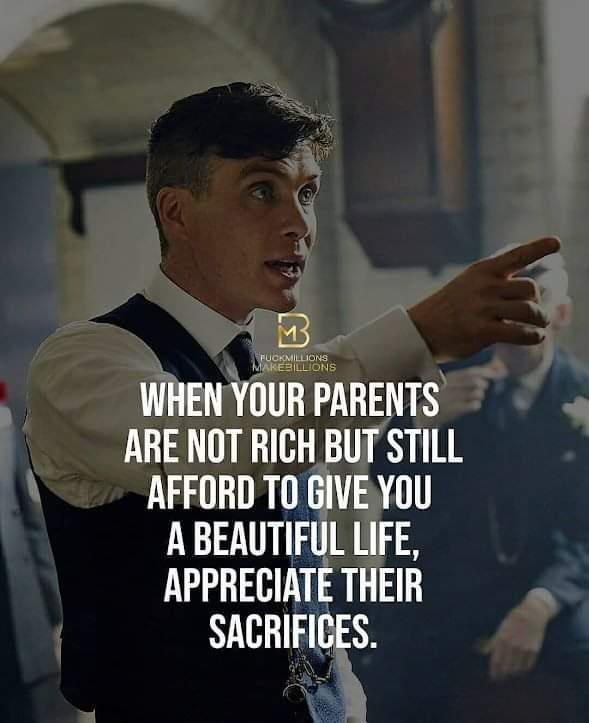 MB
FUCKMILLIONS
MAKEBILLIONS
WHEN YOUR PARENTS
ARE NOT RICH BUT STILL
AFFORD TO GIVE YOU
A BEAUTIFUL LIFE,
APPRECIATE THEIR
SACRIFICES.